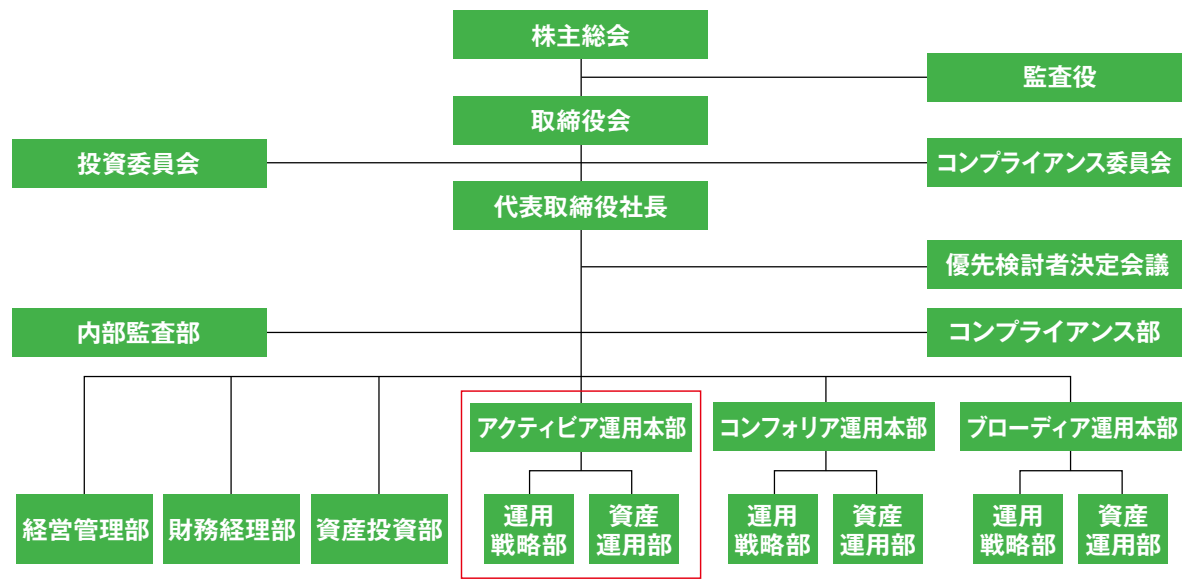 株主総会
監査役
取締役会
投資委員会
コンプライアンス委員会
代表取締役社長
優先検討者決定会議
内部監査部
コンプライアンス部
アクティビア運用本部
コンフォリア運用本部
ブローディア運用本部
経営管理部
財務経理部
資産投資部
運用
戦略部
資産
運用部
運用
戦略部
資産
運用部
運用
戦略部
資産
運用部